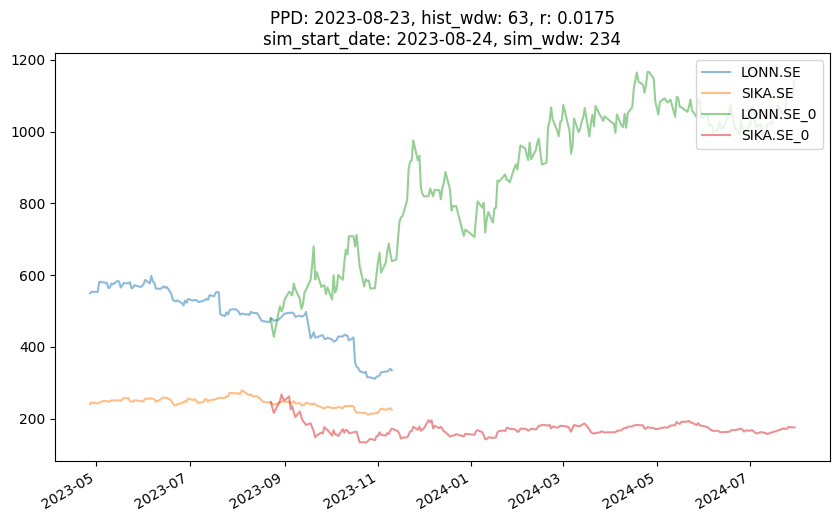 PPD: 2023-08-23, hist_wdw: 63, r: 0.0175
sim_start_date: 2023-08-24, sim_wdw: 234
1200
1000
800
600
400
200
LONN.SE
SIKA.SE
LONN.SE_0
SIKA.SE_0
2023-05
2023-07
2023-09
2023-11
2024-01
2024-03
2024-05
2024-07